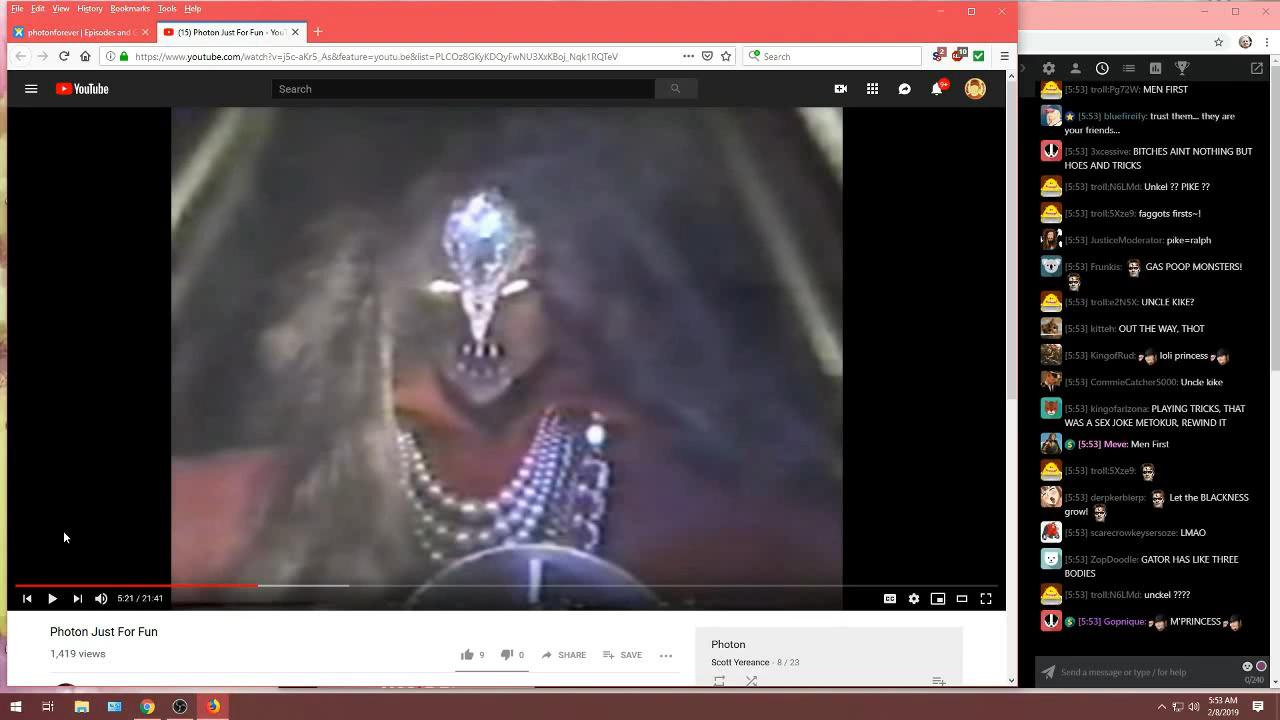 File Edit View History Bookmarks Tools Help
photonforever | Episodes and
(15) Photon Just For Fun - YouT
https://www.youtube.com/watch?v=j5c-aYr5_As&feature=youtu.be&list=PLCOz8GKyKDQyFwNU3XxKBoj_Nqk1RQTeV
Search
2
10
YouTube
Search
9+
5:21 / 21:41
Photon Just For Fun
1,419 views
9
0
SHARE
SAVE
Photon
Scott Yereance - 8 / 23
[5:53] troll:Pg72W: MEN FIRST
[5:53] bluefireify: trust them... they are
your friends...
[5:53] 3xcessive: BITCHES AINT NOTHING BUT
HOES AND TRICKS
[5:53] troll:N6LMd: Unkel ?? PIKE ??
[5:53] troll:5Xze9: faggots firsts~!
[5:53] JusticeModerator: pike=ralph
[5:53] Frunkis: GAS POOP MONSTERS!
[5:53] troll:e2N5X: UNCLE KIKE?
[5:53] kitteh: OUT THE WAY, THOT
[5:53] KingofRud: loli princess
[5:53] CommieCatcher5000: Uncle kike
[5:53] kingofarizona: PLAYING TRICKS, THAT
WAS A SEX JOKE METOKUR, REWIND IT
[5:53] Meve: Men First
[5:53] troll:5Xze9:
[5:53] derpkerbierp: Let the BLACKNESS
grow!
[5:53] scarecrowkeysersoze: LMAO
[5:53] ZopDoodle: GATOR HAS LIKE THREE
BODIES
[5:53] troll:N6LMd: unckel ????
[5:53] Gopnique: M'PRINCESS
Send a message or type / for help
0/240
5:53 AM
2/8/2019